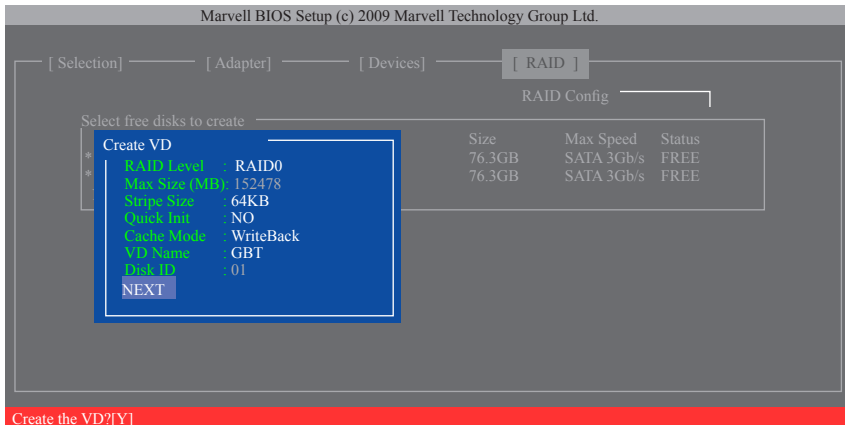 Marvell BIOS Setup (c) 2009 Marvell Technology Group Ltd.
[ Selection] [ Adapter] [ Devices] [ RAID ]
RAID Config
Select free disks to create
Size Max Speed Status
* 76.3GB SATA 3Gb/s FREE
* 76.3GB SATA 3Gb/s FREE
Create VD
RAID Level : RAID0
Max Size (MB): 152478
Stripe Size : 64KB
Quick Init : NO
Cache Mode : WriteBack
VD Name : GBT
Disk ID : 01
NEXT
Create the VD?[Y]